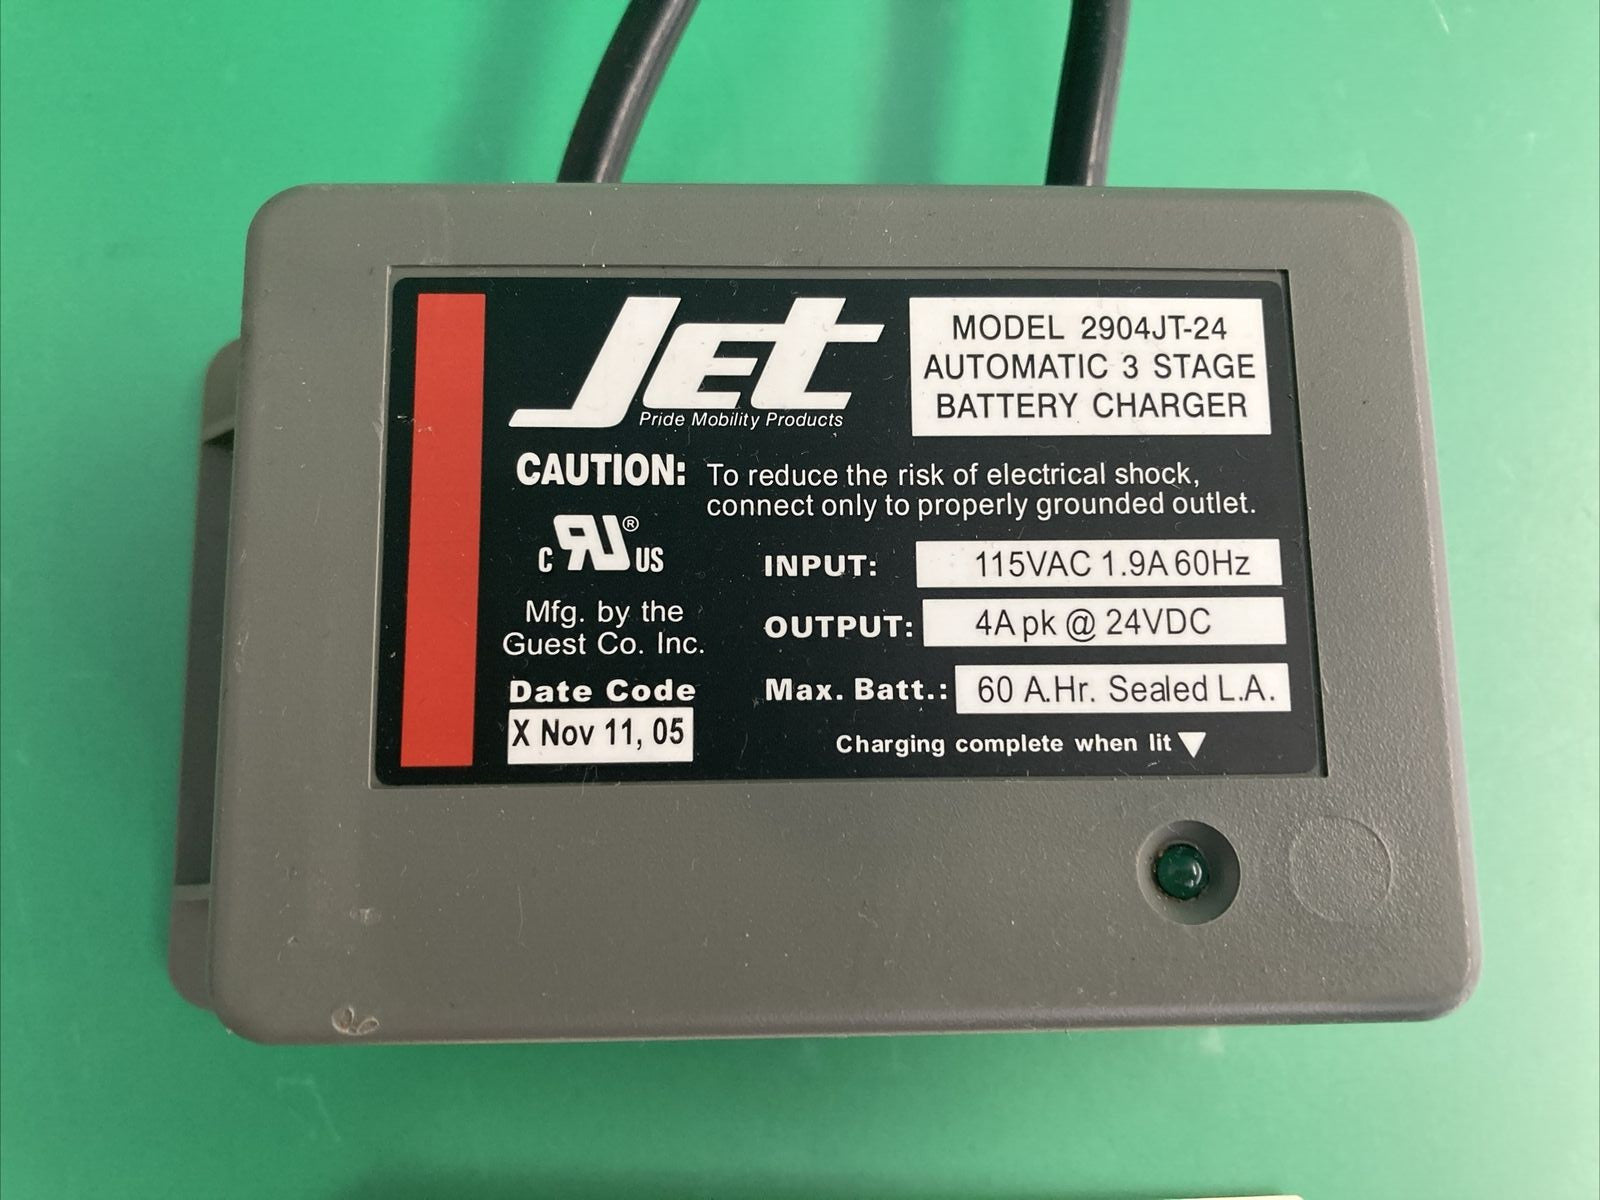 Jet
Pride Mobility Products
MODEL 2904JT-24
AUTOMATIC 3 STAGE
BATTERY CHARGER
CAUTION: To reduce the risk of electrical shock,
connect only to properly grounded outlet.
C RU® US
Mfg. by the
Guest Co. Inc.
Date Code
X Nov 11, 05
INPUT: 115VAC 1.9A 60Hz
OUTPUT: 4A pk @ 24VDC
Max. Batt.: 60 A.Hr. Sealed L.A.
Charging complete when lit